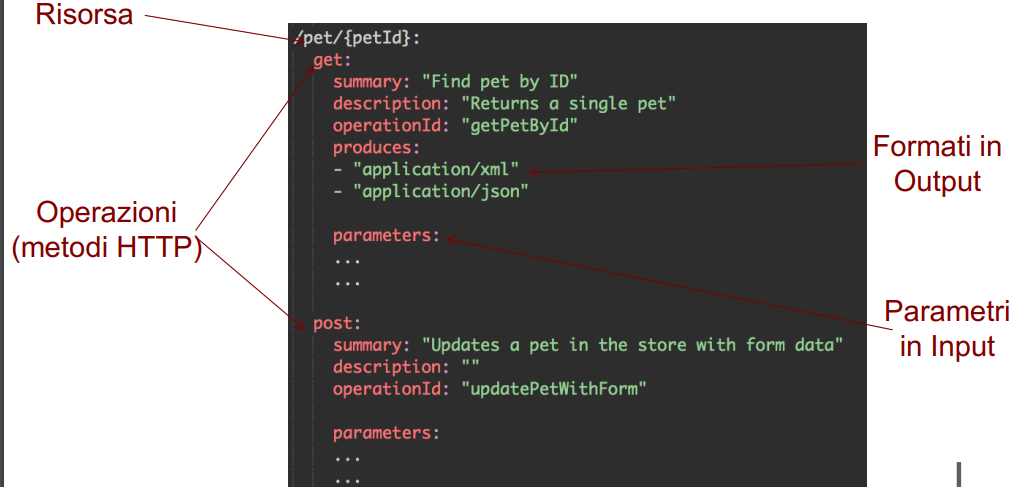 Risorsa
/pet/{petId}:
get:
summary: "Find pet by ID"
description: "Returns a single pet"
operationId: "getPetById"
produces:
- "application/xml"
- "application/json"
parameters:
...
...
post:
summary: "Updates a pet in the store with form data"
description: ""
operationId: "updatePetWithForm"
parameters:
...
...
Operazioni
(metodi HTTP)
Formati in
Output
Parametri
in Input